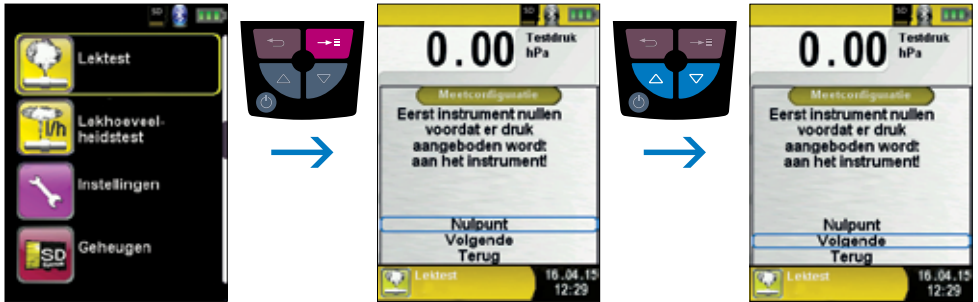 SD
Lektest
Lekhoeveel-
heidstest
l/h
Instellingen
Geheugen
SD
SD
0.00 Testdruk
hPa
Meetconfiguratie
Eerst instrument nullen
voordat er druk
aangeboden wordt
aan het instrument!
Nulpunt
Volgende
Terug
Lektest 16.04.15
12:29
SD
0.00 Testdruk
hPa
Meetconfiguratie
Eerst instrument nullen
voordat er druk
aangeboden wordt
aan het instrument!
Nulpunt
Volgende
Terug
Lektest 16.04.15
12:29